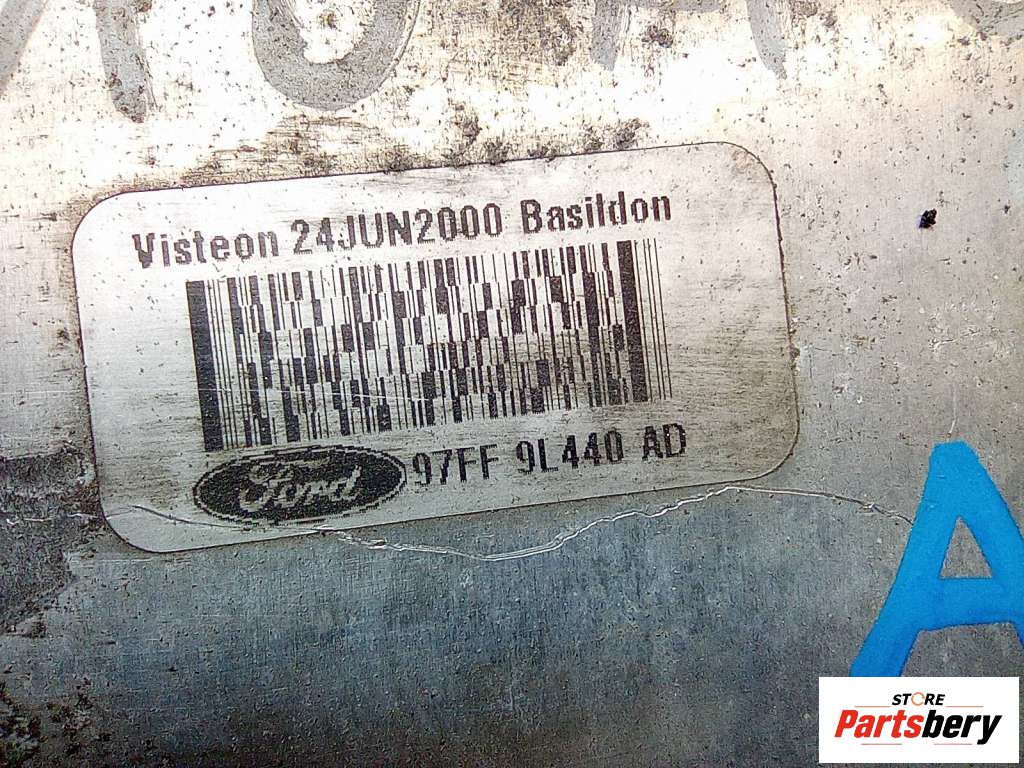 Visteon 24JUN2000 Basildon
Ford 97FF 9L440 AD
A
STORE
Partsbery